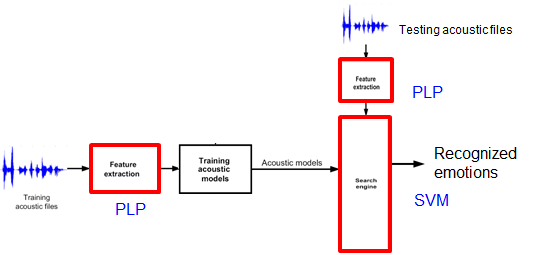 Testing acoustic files
Feature
extraction
PLP
Feature
extraction
Training
acoustic
models
Acoustic models
Search
engine
Recognized
emotions
SVM
Training
acoustic files
PLP